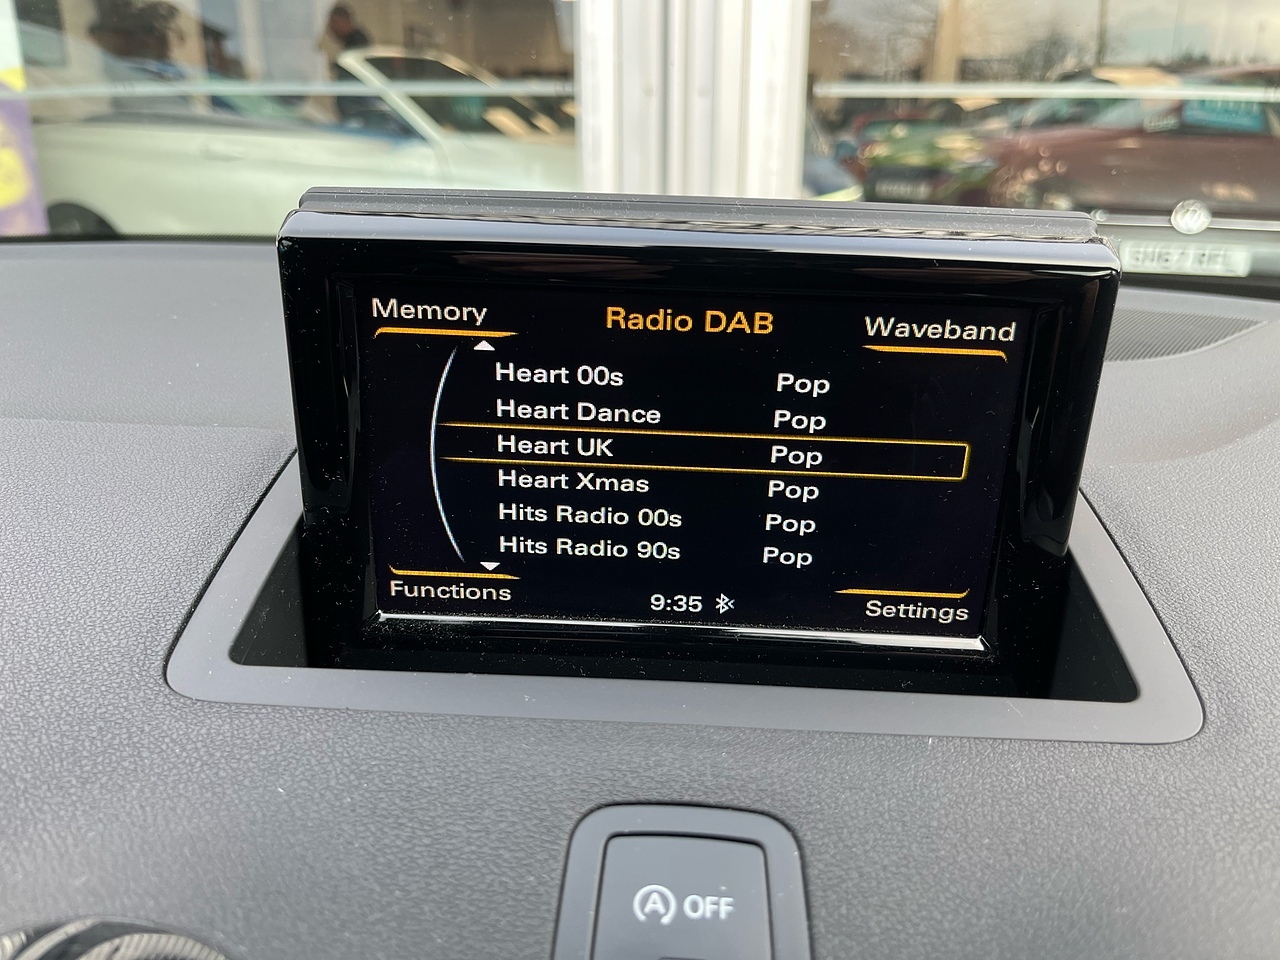 Memory
Radio DAB
Waveband
Heart 00s Pop
Heart Dance Pop
Heart UK Pop
Heart Xmas Pop
Hits Radio 00s Pop
Hits Radio 90s Pop
Functions
9:35
Settings
A OFF